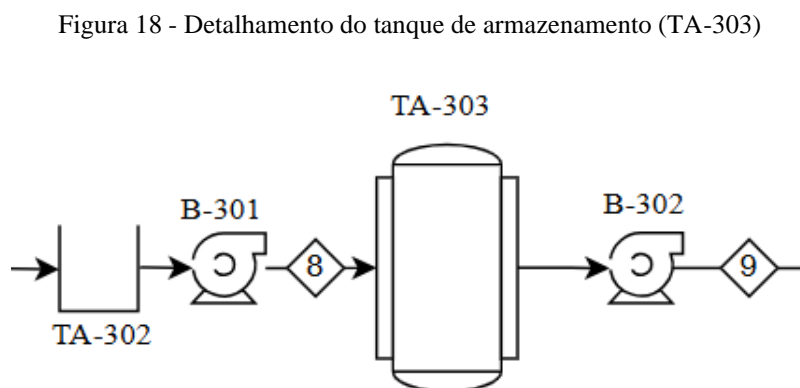 Figura 18 - Detalhamento do tanque de armazenamento (TA-303)
TA-303
B-301
B-302
8
9
TA-302